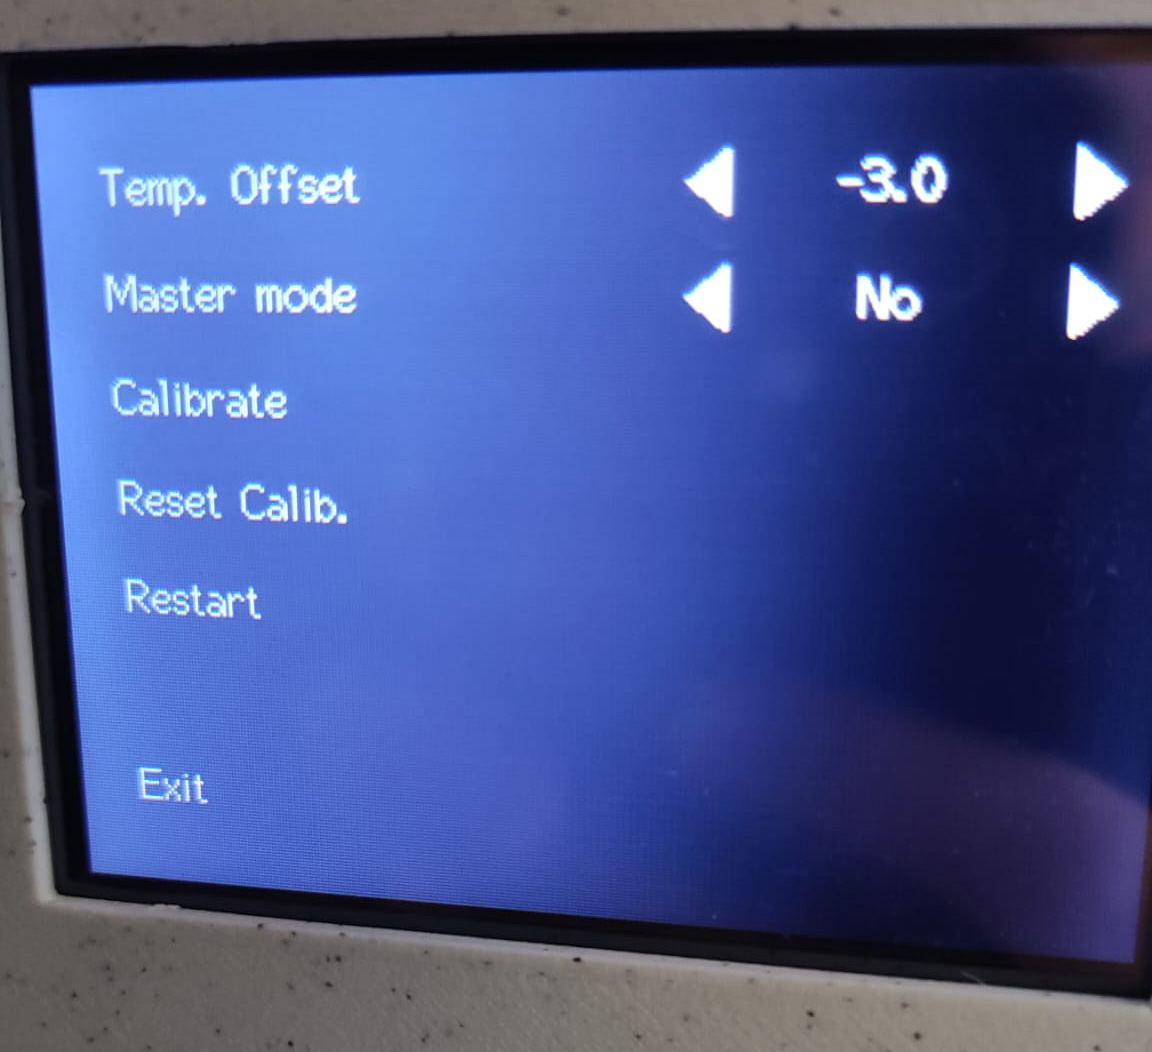 Temp. Offset -3.0
Master mode No
Calibrate
Reset Calib.
Restart
Exit